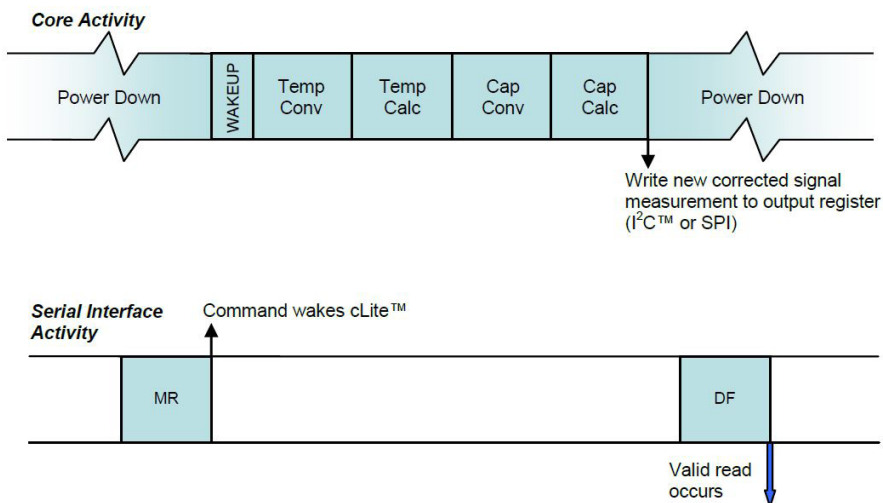 Core Activity
Power Down
WAKEUP
Temp
Conv
Temp
Calc
Cap
Conv
Cap
Calc
Power Down
Write new corrected signal
measurement to output register
(I²C™ or SPI)
Serial Interface
Activity
Command wakes cLite™
MR
DF
Valid read
occurs